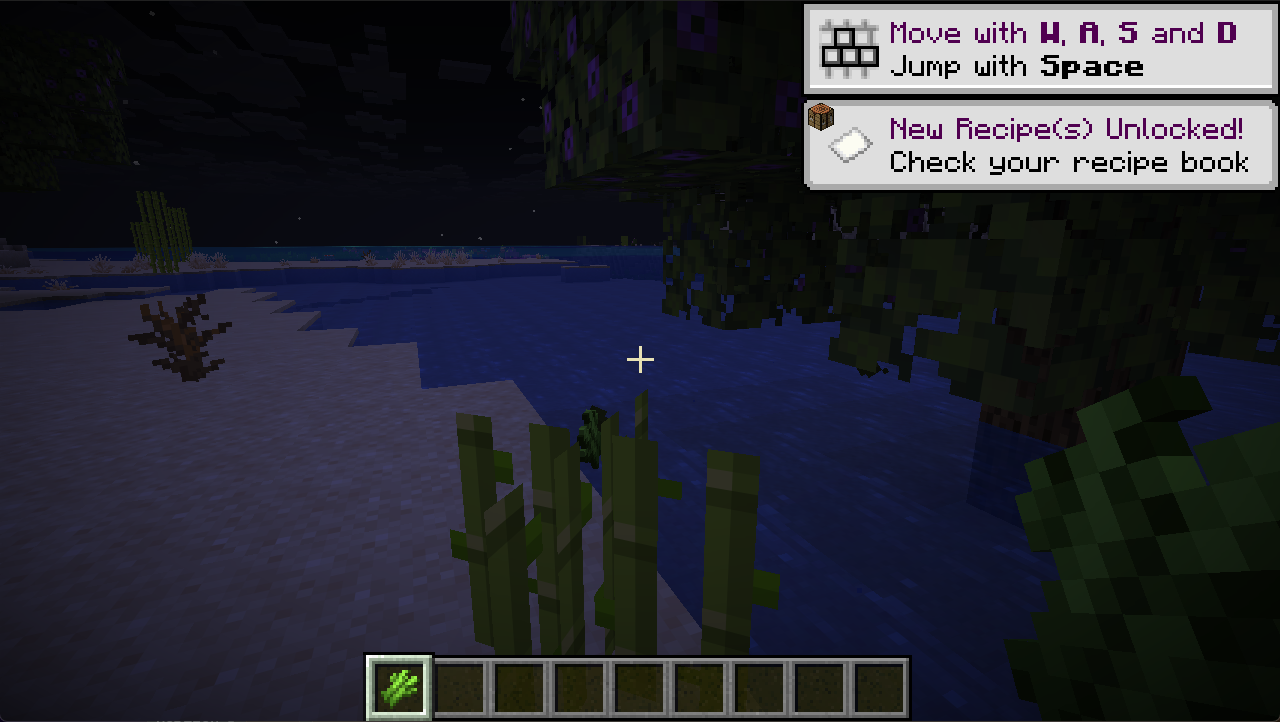 Move with W, A, S and D
Jump with Space
New Recipe(s) Unlocked!
Check your recipe book